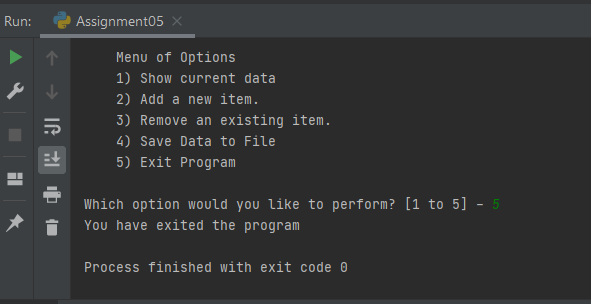 Run: Assignment05
Menu of Options
1) Show current data
2) Add a new item.
3) Remove an existing item.
4) Save Data to File
5) Exit Program
Which option would you like to perform? [1 to 5] - 5
You have exited the program
Process finished with exit code 0